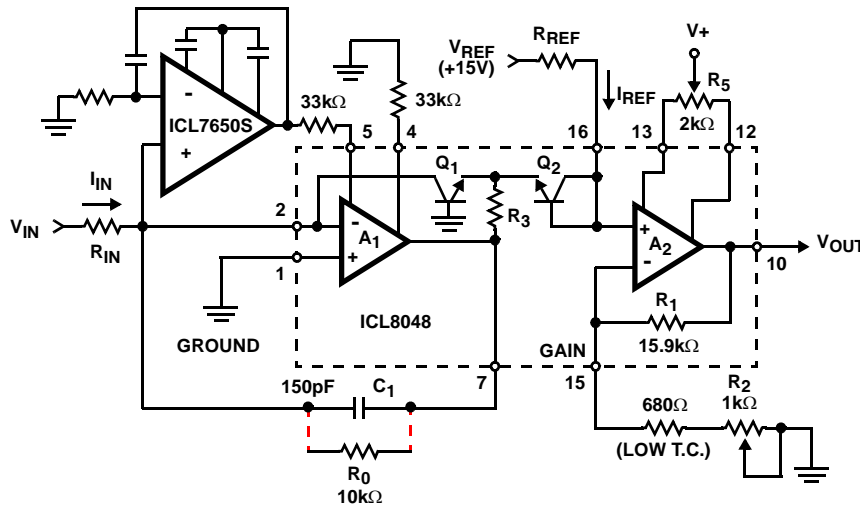 V+
VREF
(+15V)
RREF
R5
IREF
2kΩ
-
ICL7650S
+
33kΩ
33kΩ
5
4
16
13
12
IIN
Q1
Q2
VIN
RIN
2
-
A1
+
R3
+
A2
-
VOUT
10
1
R1
15.9kΩ
GROUND
ICL8048
GAIN
7
15
150pF
C1
R2
1kΩ
680Ω
(LOW T.C.)
R0
10kΩ